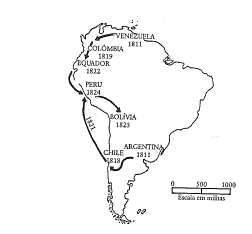 VENEZUELA
1811
COLÔMBIA
1819
EQUADOR
1822
PERU
1824
BOLÍVIA
1825
1821
CHILE
1818
ARGENTINA
1811
0 500 1000
Escala em milhas